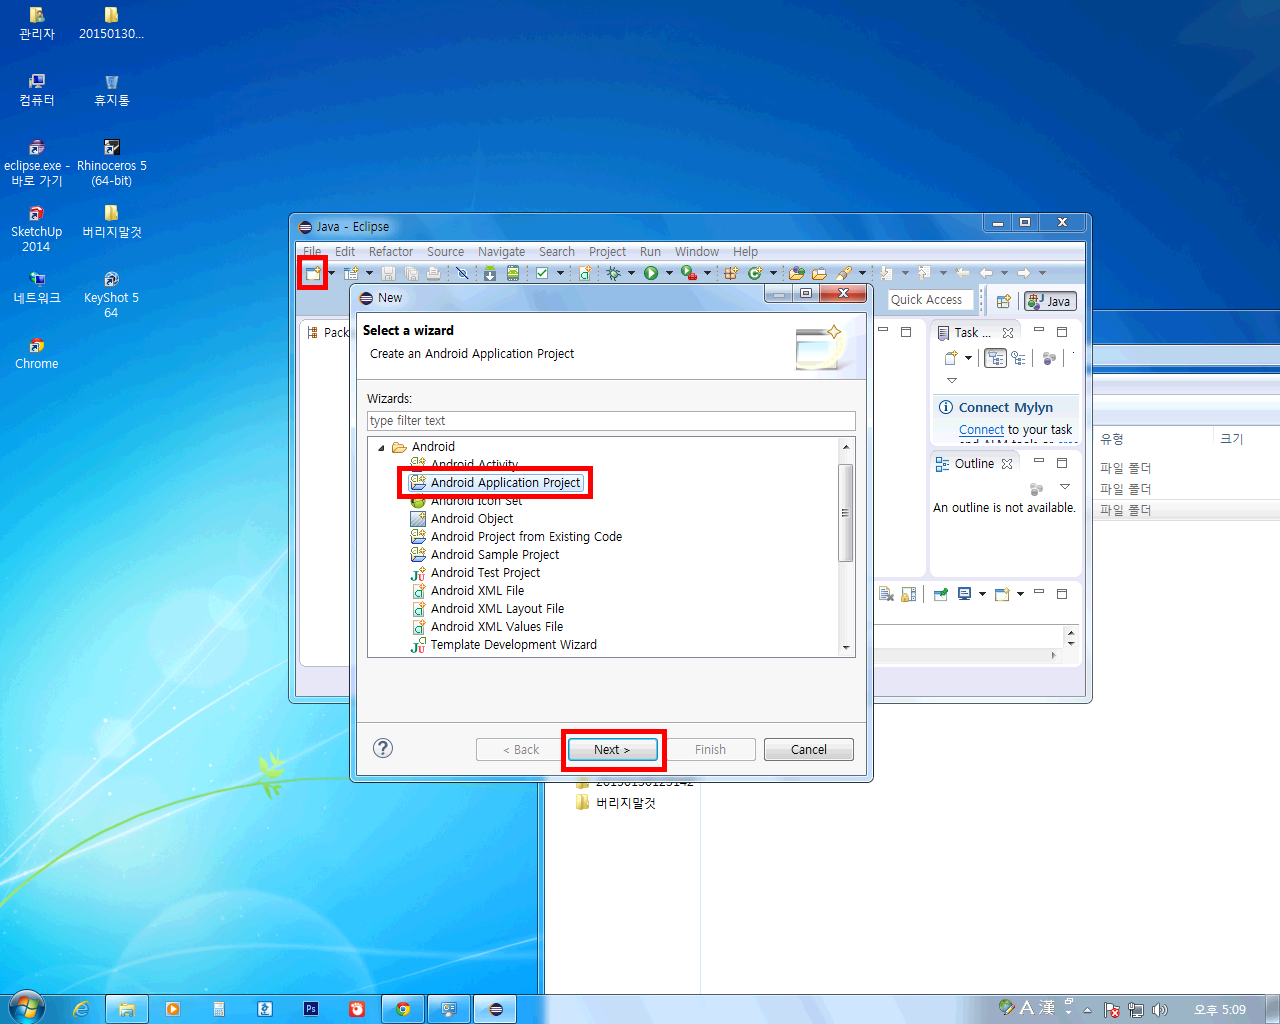 관리자
20150130...
컴퓨터
휴지통
eclipse.exe -
바로 가기
Rhinoceros 5
(64-bit)
SketchUp
2014
버리지말것
네트워크
KeyShot 5
64
Chrome
Java - Eclipse
File Edit Refactor Source Navigate Search Project Run Window Help
Quick Access
Java
New
Select a wizard
Create an Android Application Project
Wizards:
type filter text
Android
Android Activity
Android Application Project
Android Icon Set
Android Object
Android Project from Existing Code
Android Sample Project
Android Test Project
Android XML File
Android XML Layout File
Android XML Values File
Template Development Wizard
< Back
Next >
Finish
Cancel
Pack
Task ...
Connect Mylyn
Connect to your task
Outline
An outline is not available.
유형
크기
파일 폴더
파일 폴더
파일 폴더
버리지말것
Ps
A 漢
오후 5:09